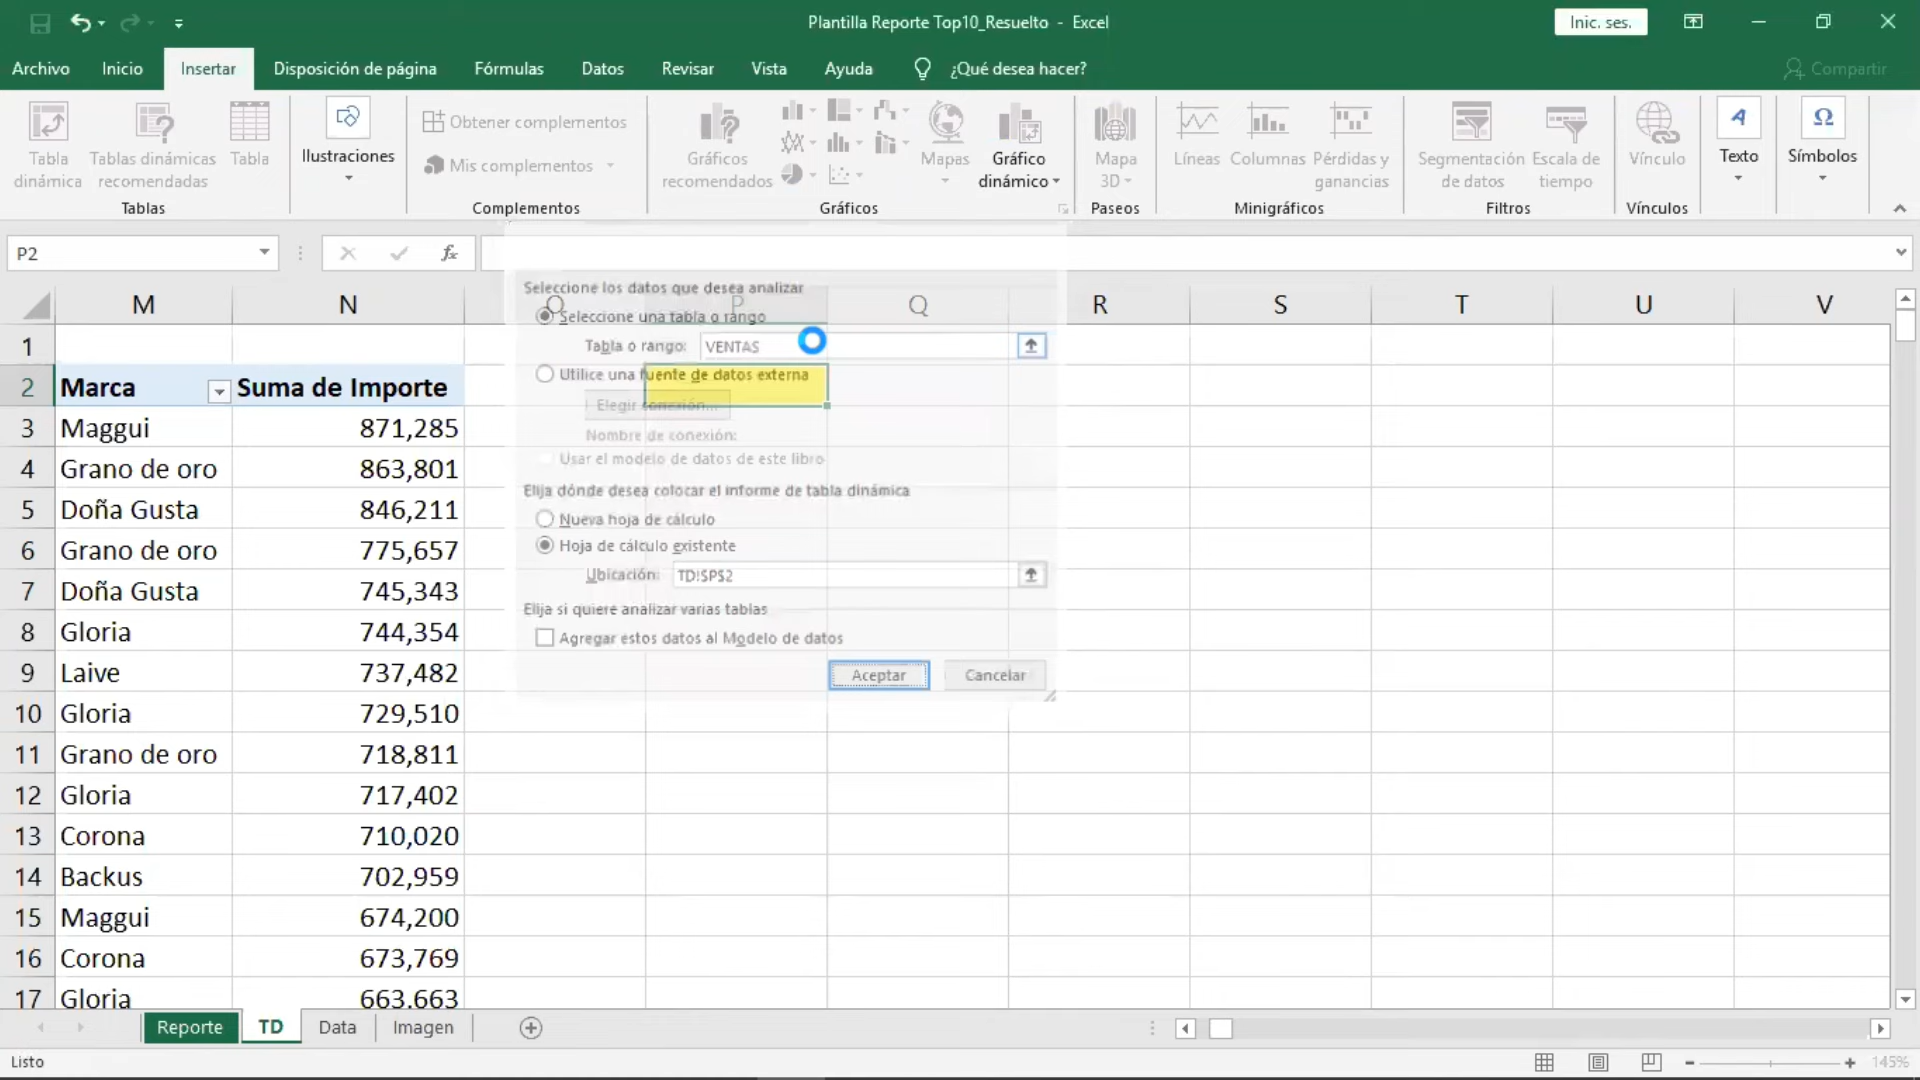 Plantilla Reporte Top10_Resuelto - Excel
Inic. ses.
Archivo Inicio Insertar Disposición de página Fórmulas Datos Revisar Vista Ayuda ¿Qué desea hacer? Compartir
Tabla dinámica
Tablas dinámicas recomendadas
Tabla
Tablas
Ilustraciones
Obtener complementos
Mis complementos
Complementos
Gráficos recomendados
Mapas
Gráfico dinámico
Gráficos
Mapa 3D
Paseos
Líneas
Columnas
Pérdidas y ganancias
Minigráficos
Segmentación de datos
Escala de tiempo
Filtros
Vínculo
Vínculos
Texto
Símbolos
P2
fx
M N O P Q R S T U V
1
2 Marca Suma de Importe
3 Maggui 871,285
4 Grano de oro 863,801
5 Doña Gusta 846,211
6 Grano de oro 775,657
7 Doña Gusta 745,343
8 Gloria 744,354
9 Laive 737,482
10 Gloria 729,510
11 Grano de oro 718,811
12 Gloria 717,402
13 Corona 710,020
14 Backus 702,959
15 Maggui 674,200
16 Corona 673,769
17 Gloria 663,663
Seleccione los datos que desea analizar
Seleccione una tabla o rango
Tabla o rango: VENTAS
Utilice una fuente de datos externa
Elegir conexión...
Nombre de conexión:
Usar el modelo de datos de este libro
Elija dónde desea colocar el informe de tabla dinámica
Nueva hoja de cálculo
Hoja de cálculo existente
Ubicación: TD!$P$2
Elija si quiere analizar varias tablas
Agregar estos datos al Modelo de datos
Aceptar Cancelar
Reporte TD Data Imagen
Listo
145%